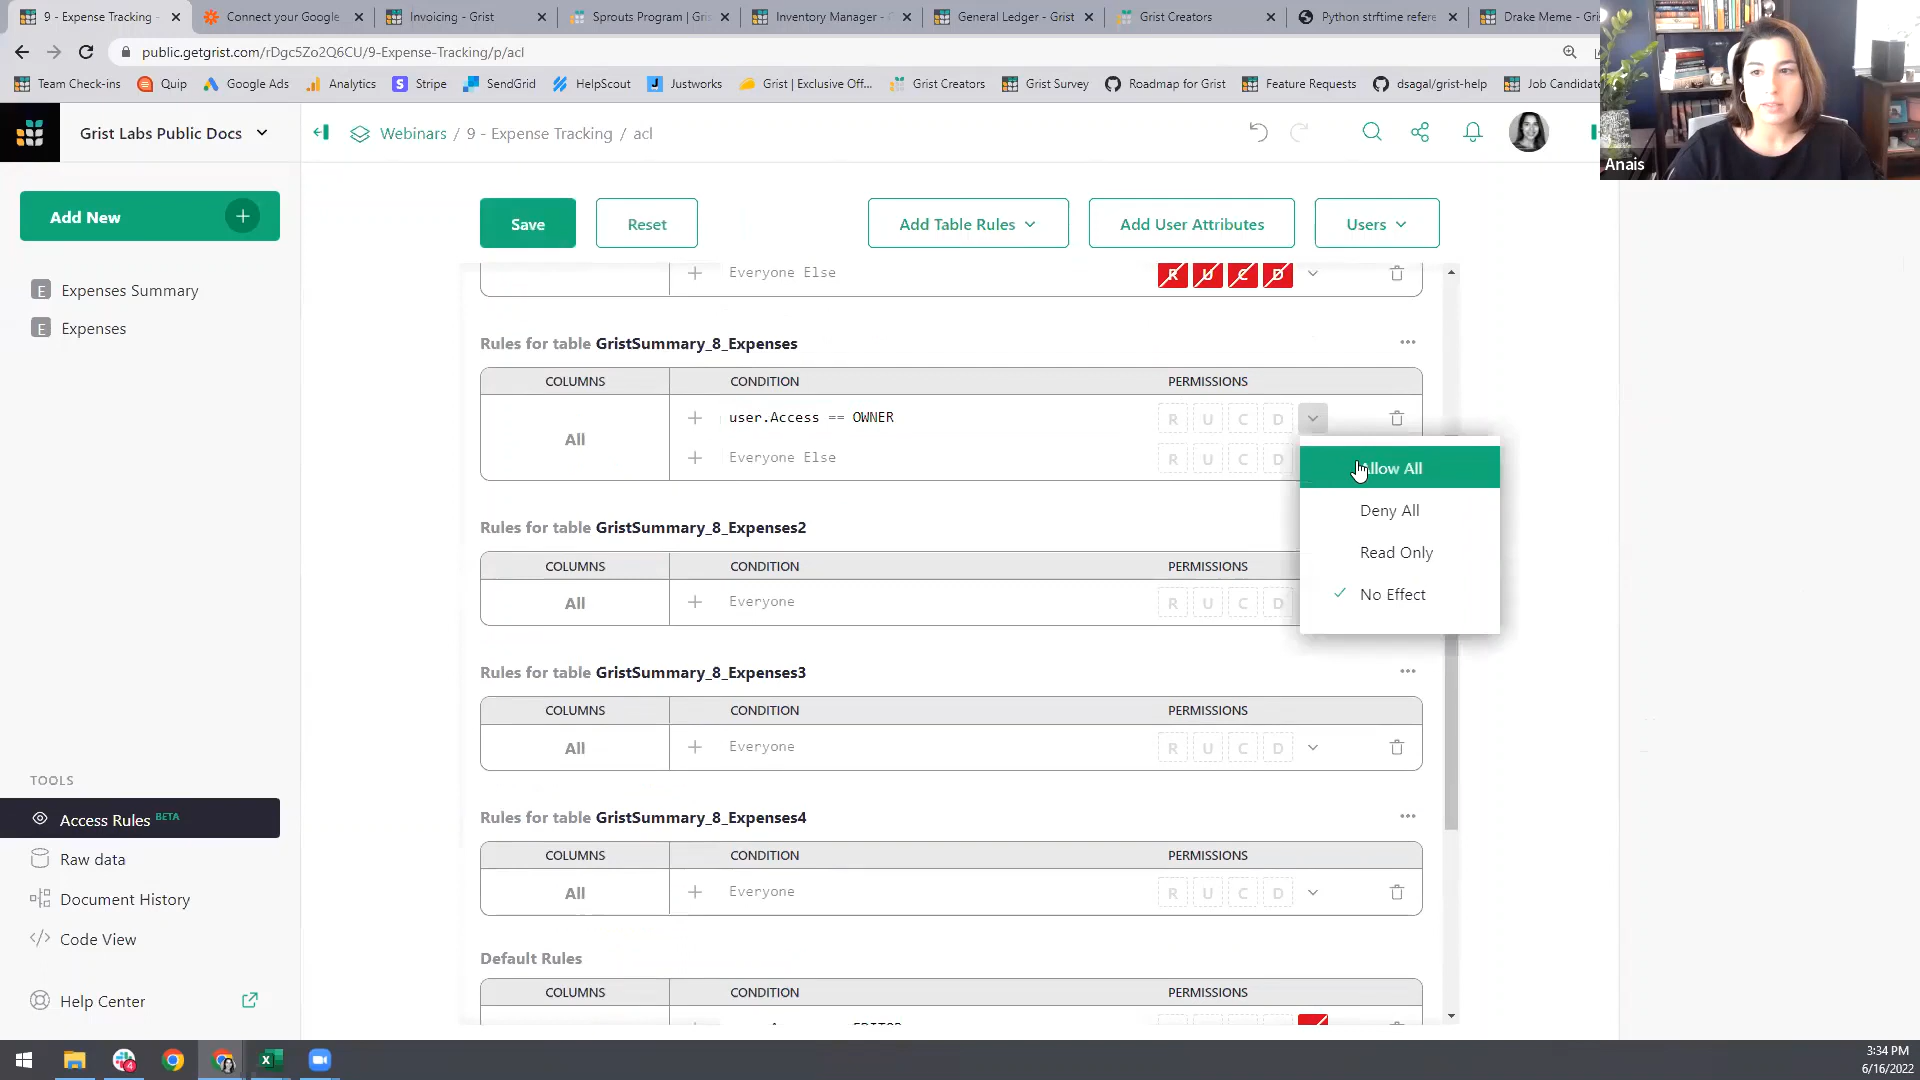 9 - Expense Tracking -
Connect your Google
Invoicing - Grist
Sprouts Program | Gris
Inventory Manager -
General Ledger - Grist
Grist Creators
Python strftime refere
Drake Meme - Gri
public.getgrist.com/rDgc5Zo2Q6CU/9-Expense-Tracking/p/acl
Team Check-ins
Quip
Google Ads
Analytics
Stripe
SendGrid
HelpScout
Justworks
Grist | Exclusive Off...
Grist Creators
Grist Survey
Roadmap for Grist
Feature Requests
dsagal/grist-help
Job Candidate
Anais
Grist Labs Public Docs
Webinars / 9 - Expense Tracking / acl
Add New
Save
Reset
Add Table Rules
Add User Attributes
Users
Expenses Summary
E
Expenses
E
Everyone Else
R U C D
Rules for table GristSummary_8_Expenses
COLUMNS CONDITION PERMISSIONS
All
user.Access == OWNER
R U C D
Everyone Else
R U C D
Allow All
Deny All
Read Only
No Effect
Rules for table GristSummary_8_Expenses2
COLUMNS CONDITION PERMISSIONS
All
Everyone
R U C D
Rules for table GristSummary_8_Expenses3
COLUMNS CONDITION PERMISSIONS
All
Everyone
R U C D
Rules for table GristSummary_8_Expenses4
COLUMNS CONDITION PERMISSIONS
All
Everyone
R U C D
Default Rules
COLUMNS CONDITION PERMISSIONS
TOOLS
Access Rules BETA
Raw data
Document History
Code View
Help Center
4
3:34 PM
6/16/2022